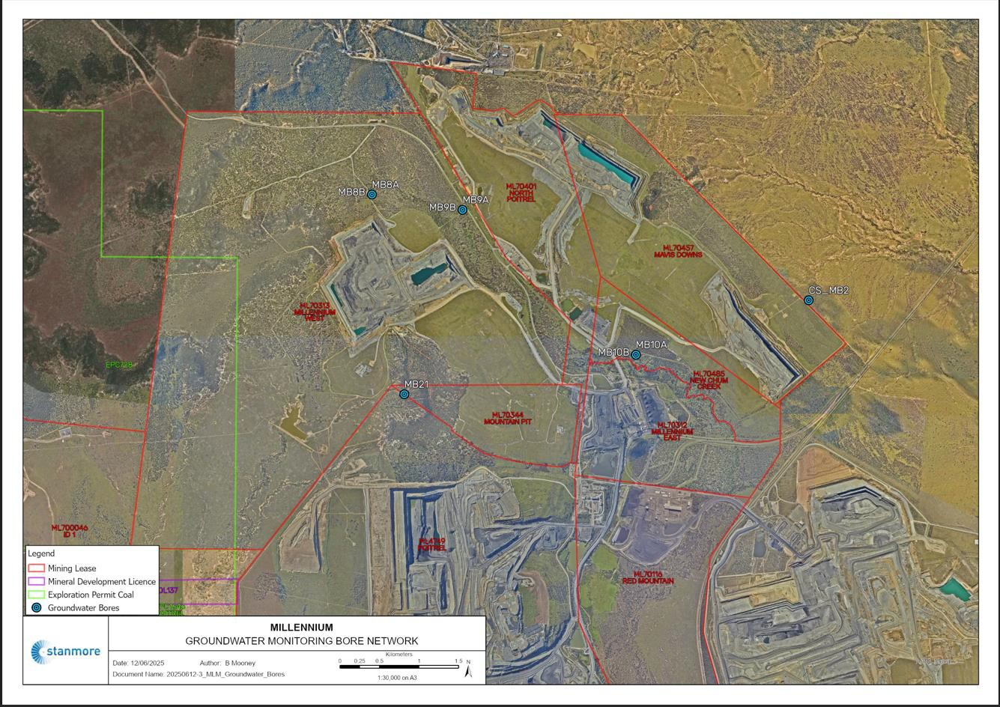 MB8A
MB8B
MB9A
MB9B
ML70401
NORTH
POITREL
ML70457
MAVIS DOWNS
CS_MB2
ML70313
MILLENNIUM
WEST
MB10A
MB10B
EPC728
ML70485
NEW CHUM
CREEK
MB21
ML70344
MOUNTAIN PIT
ML70312
MILLENNIUM
EAST
ML700046
ID 1
ML4749
POITREL
ML70116
RED MOUNTAIN
DL137
Legend
Mining Lease
Mineral Development Licence
Exploration Permit Coal
Groundwater Bores
stanmore
MILLENNIUM
GROUNDWATER MONITORING BORE NETWORK
Date: 12/06/2025 Author: B Mooney
Document Name: 20250612-3_MLM_Groundwater_Bores
Kilometers
0 0.25 0.5 1 1.5 N
1:30,000 on A3